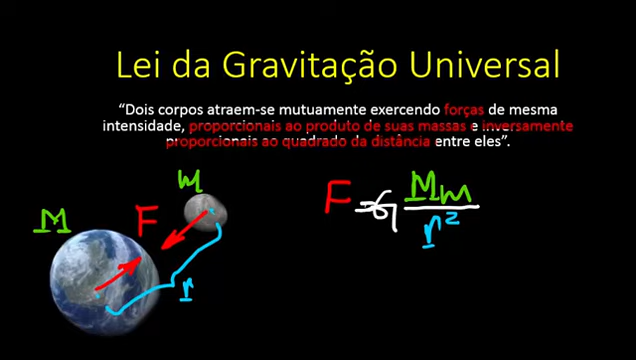 Lei da Gravitação Universal
“Dois corpos atraem-se mutuamente exercendo forças de mesma
intensidade, proporcionais ao produto de suas massas e inversamente
proporcionais ao quadrado da distância entre eles”.
m
M
F
r
F = G Mm
r²